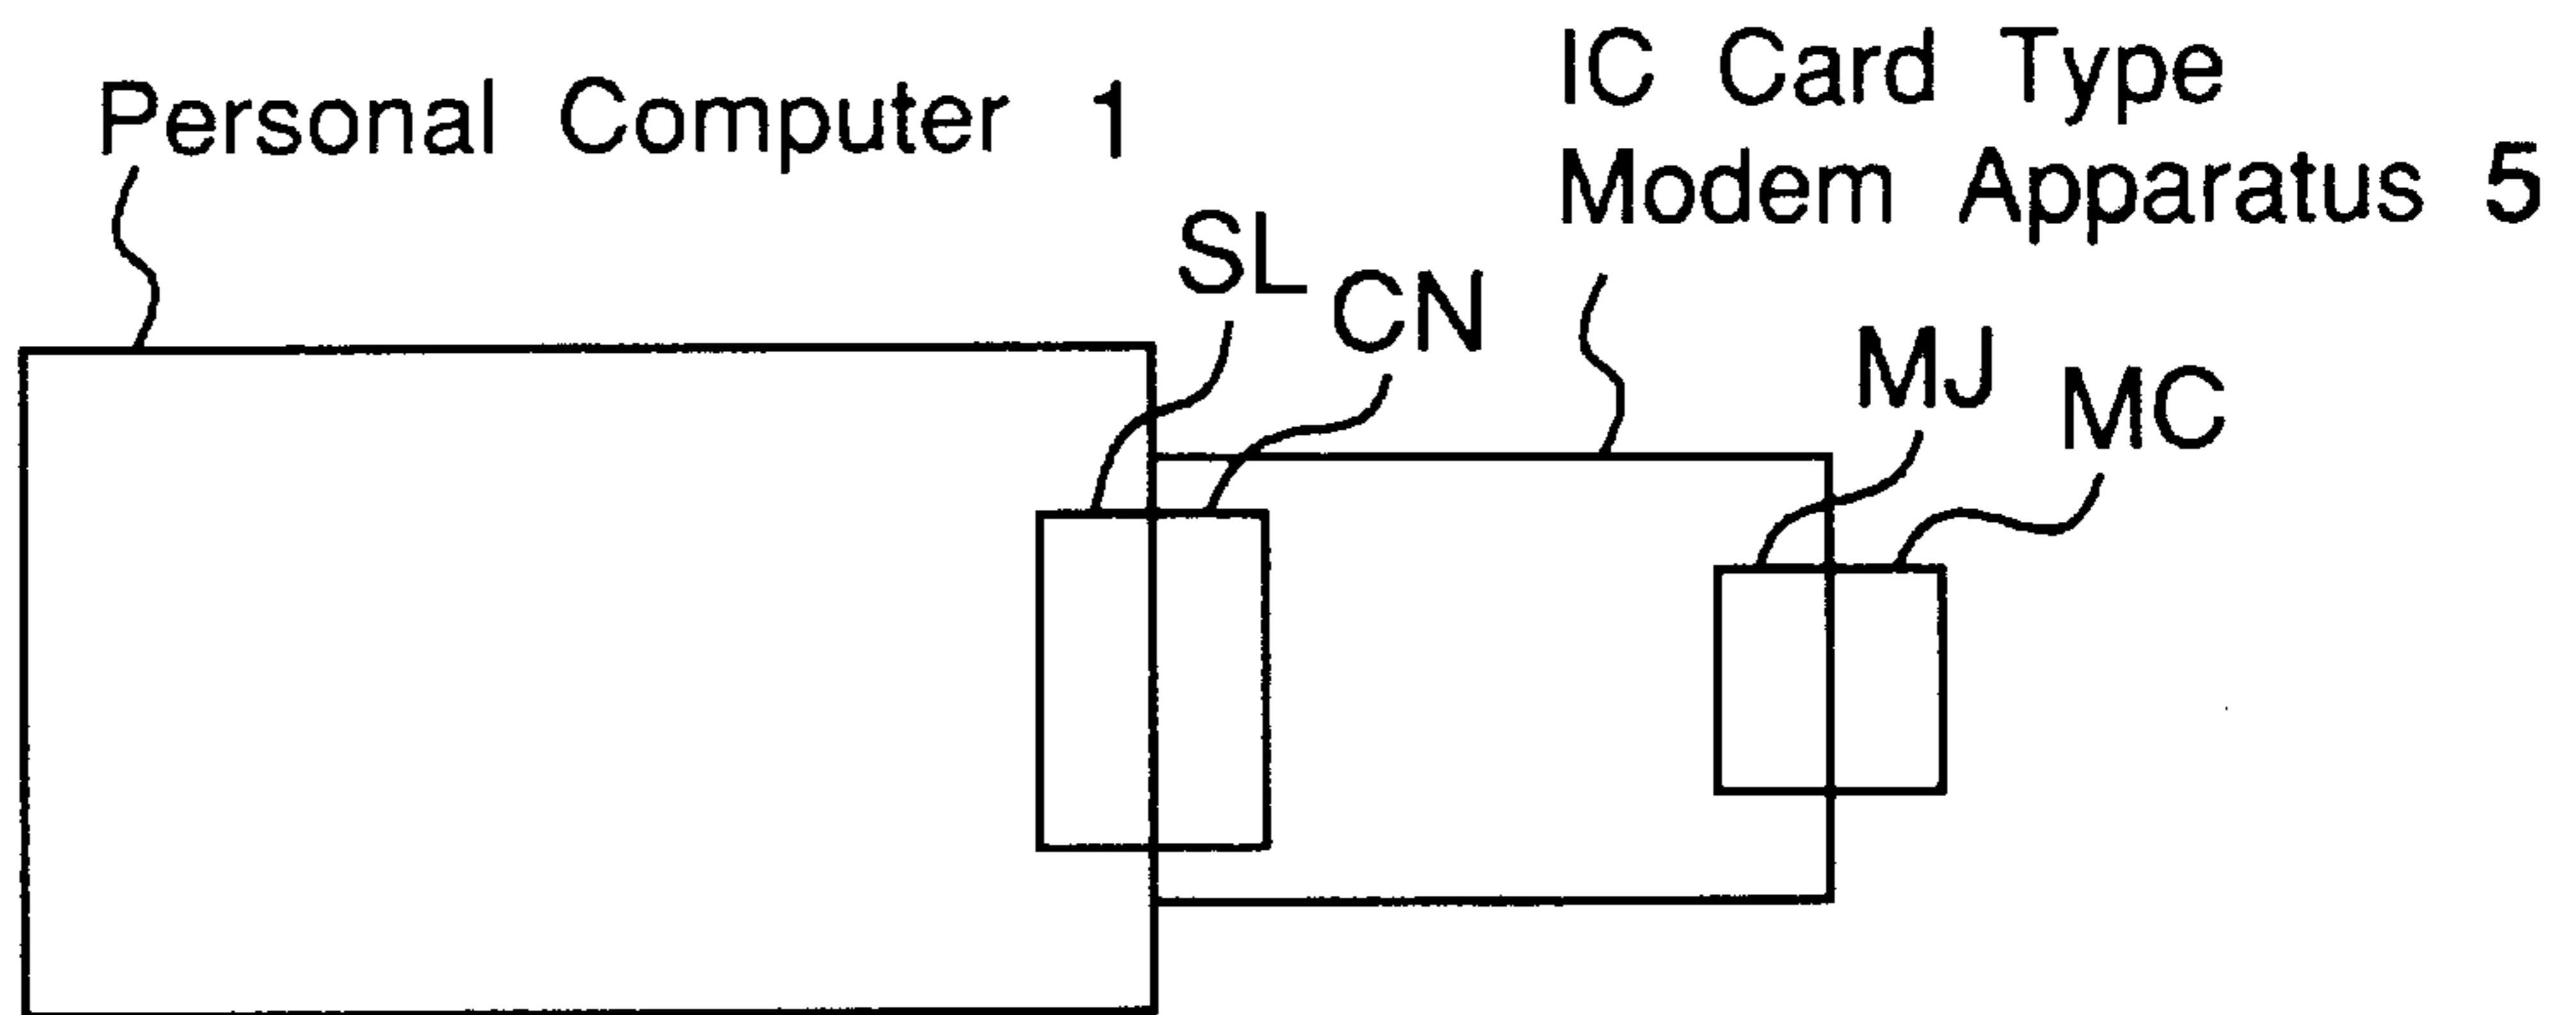 Personal Computer 1
IC Card Type
Modem Apparatus 5
SL
CN
MJ
MC